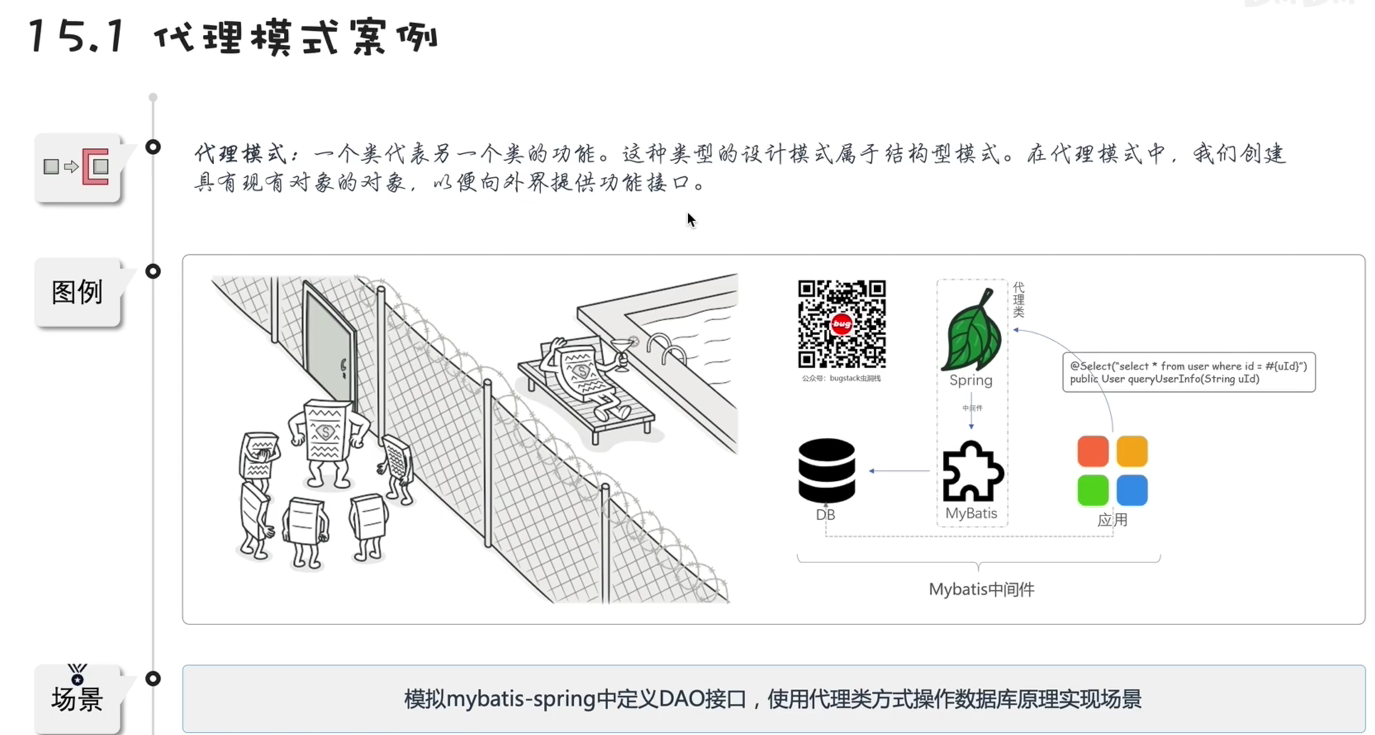 15.1 代理模式案例
代理模式：一个类代表另一个类的功能。这种类型的设计模式属于结构型模式。在代理模式中，我们创建
具有现有对象的对象，以便向外界提供功能接口。
图例
bug
公众号：bugstack虫洞栈
代理类
Spring
@Select("select * from user where id = #{uId}")
public User queryUserInfo(String uId)
中间件
DB
MyBatis
应用
Mybatis中间件
场景
模拟mybatis-spring中定义DAO接口，使用代理类方式操作数据库原理实现场景